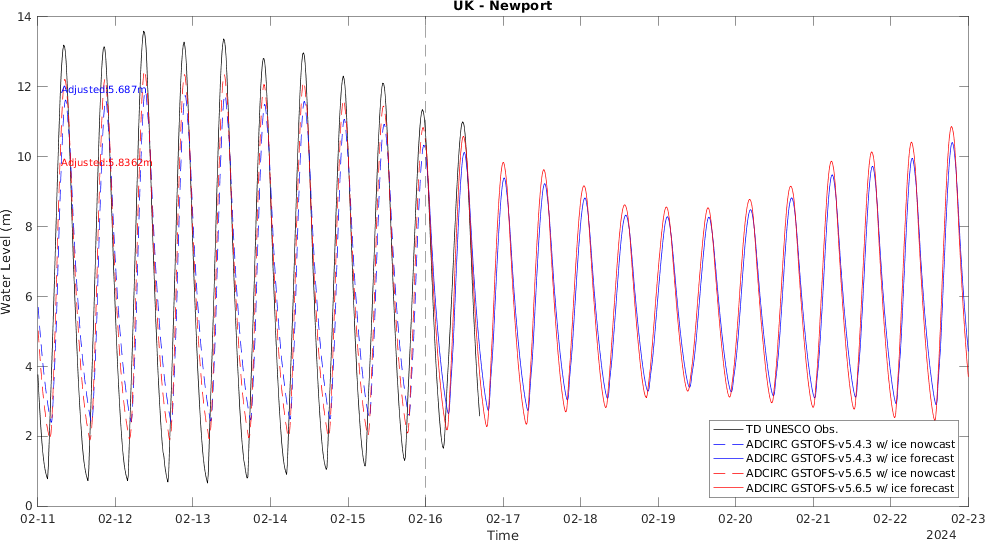 UK - Newport
Water Level (m)
14
12
10
8
6
4
2
0
Adjusted:5.687m
Adjusted:5.8362m
TD UNESCO Obs.
ADCIRC GSTOFS-v5.4.3 w/ ice nowcast
ADCIRC GSTOFS-v5.4.3 w/ ice forecast
ADCIRC GSTOFS-v5.6.5 w/ ice nowcast
ADCIRC GSTOFS-v5.6.5 w/ ice forecast
02-11 02-12 02-13 02-14 02-15 02-16 02-17 02-18 02-19 02-20 02-21 02-22 02-23
Time
2024